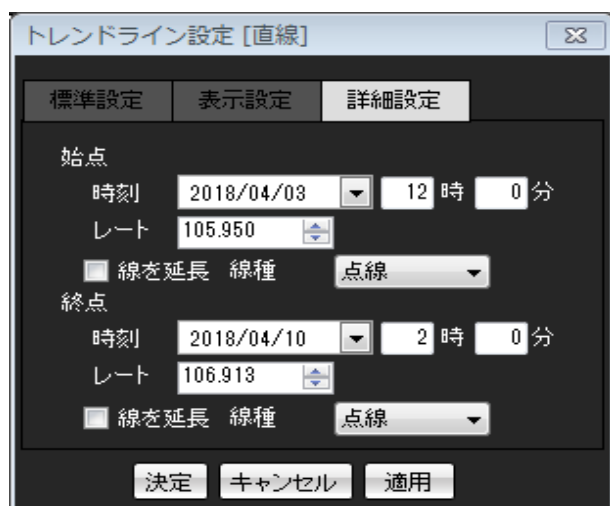 トレンドライン設定 [直線]
標準設定 表示設定 詳細設定
始点
時刻 2018/04/03 12 時 0 分
レート 105.950
線を延長 線種 点線
終点
時刻 2018/04/10 2 時 0 分
レート 106.913
線を延長 線種 点線
決定 キャンセル 適用